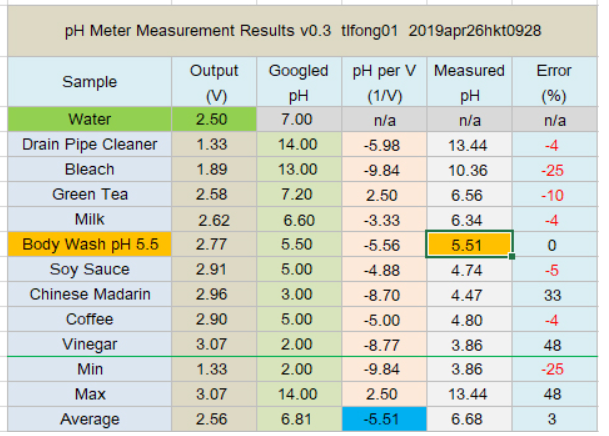 pH Meter Measurement Results v0.3 tlfong01 2019apr26hkt0928
Sample Output (V) Googled pH pH per V (1/V) Measured pH Error (%)
Water 2.50 7.00 n/a n/a n/a
Drain Pipe Cleaner 1.33 14.00 -5.98 13.44 -4
Bleach 1.89 13.00 -9.84 10.36 -25
Green Tea 2.58 7.20 2.50 6.56 -10
Milk 2.62 6.60 -3.33 6.34 -4
Body Wash pH 5.5 2.77 5.50 -5.56 5.51 0
Soy Sauce 2.91 5.00 -4.88 4.74 -5
Chinese Madarin 2.96 3.00 -8.70 4.47 33
Coffee 2.90 5.00 -5.00 4.80 -4
Vinegar 3.07 2.00 -8.77 3.86 48
Min 1.33 2.00 -9.84 3.86 -25
Max 3.07 14.00 2.50 13.44 48
Average 2.56 6.81 -5.51 6.68 3